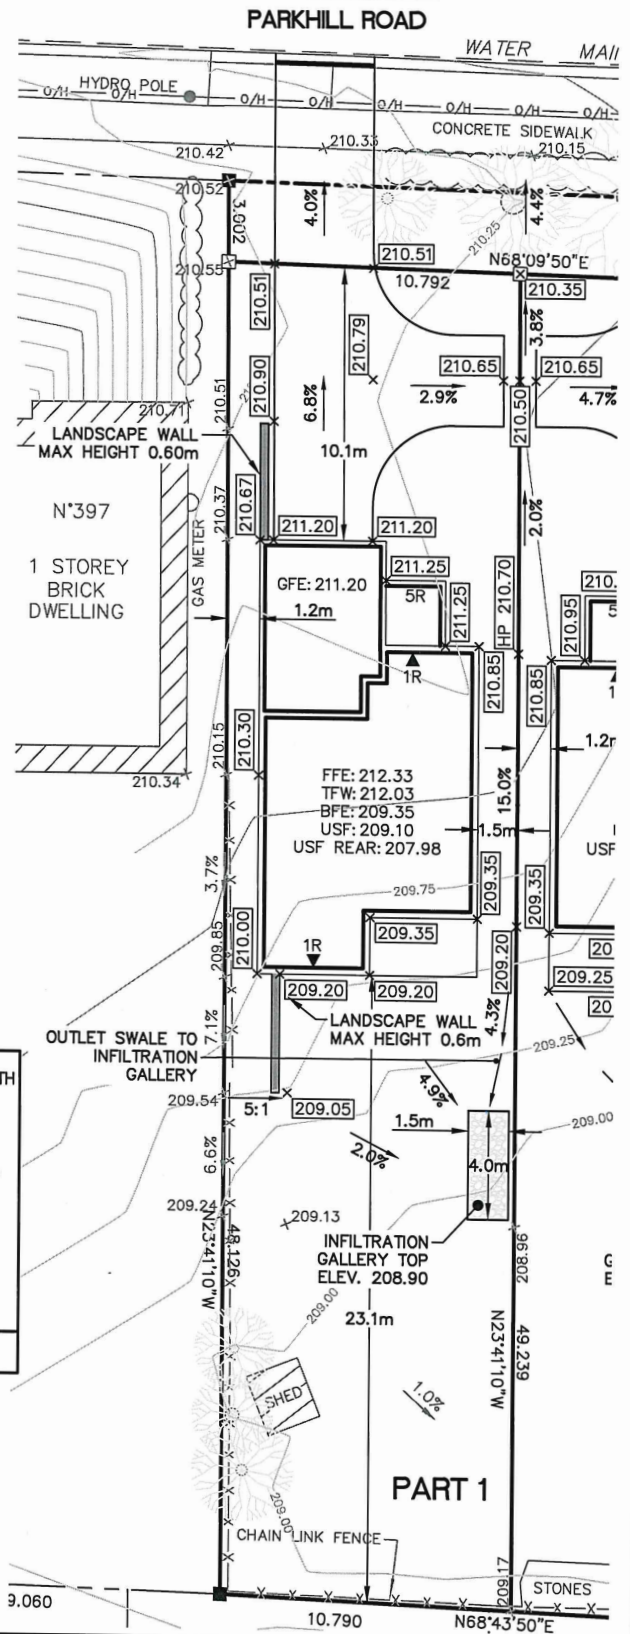 PARKHILL ROAD
WATER MAI
HYDRO POLE
O/H O/H O/H O/H O/H O/H O/H
CONCRETE SIDEWALK
210.42
210.33
210.15
210.52
3.002
4.0%
4.4%
210.25
210.51
N68°09'50"E
210.55
10.792
210.35
210.51
210.79
3.8%
210.90
6.8%
210.65
210.65
2.9%
4.7%
210.51
210.71
210.50
LANDSCAPE WALL
MAX HEIGHT 0.60m
10.1m
210.67
210.37
2.0%
N°397
211.20
211.20
GAS METER
1 STOREY
BRICK
DWELLING
GFE: 211.20
211.25
5R
211.25
HP 210.70
210.
5
210.95
1.2m
1R
210.85
210.85
1
210.15
210.30
1.2m
210.34
FFE: 212.33
TFW: 212.03
BFE: 209.35
USF: 209.10
USF REAR: 207.98
15.0%
1.5m
USF
3.7%
209.75
209.35
209.35
209.85
210.00
1R
209.35
209.20
20
209.20
209.20
209.25
20
7.1%
LANDSCAPE WALL
MAX HEIGHT 0.6m
4.3%
OUTLET SWALE TO
INFILTRATION
GALLERY
209.25
TH
4.9%
209.54
5:1
209.05
1.5m
209.00
6.6%
2.0%
4.0m
209.24
209.13
N23°41'10"W
48.126
INFILTRATION
GALLERY TOP
ELEV. 208.90
208.96
G
E
209.00
23.1m
N23°41'10"W
49.239
SHED
1.0%
PART 1
209.00
CHAIN LINK FENCE
209.17
STONES
9.060
10.790
N68°43'50"E